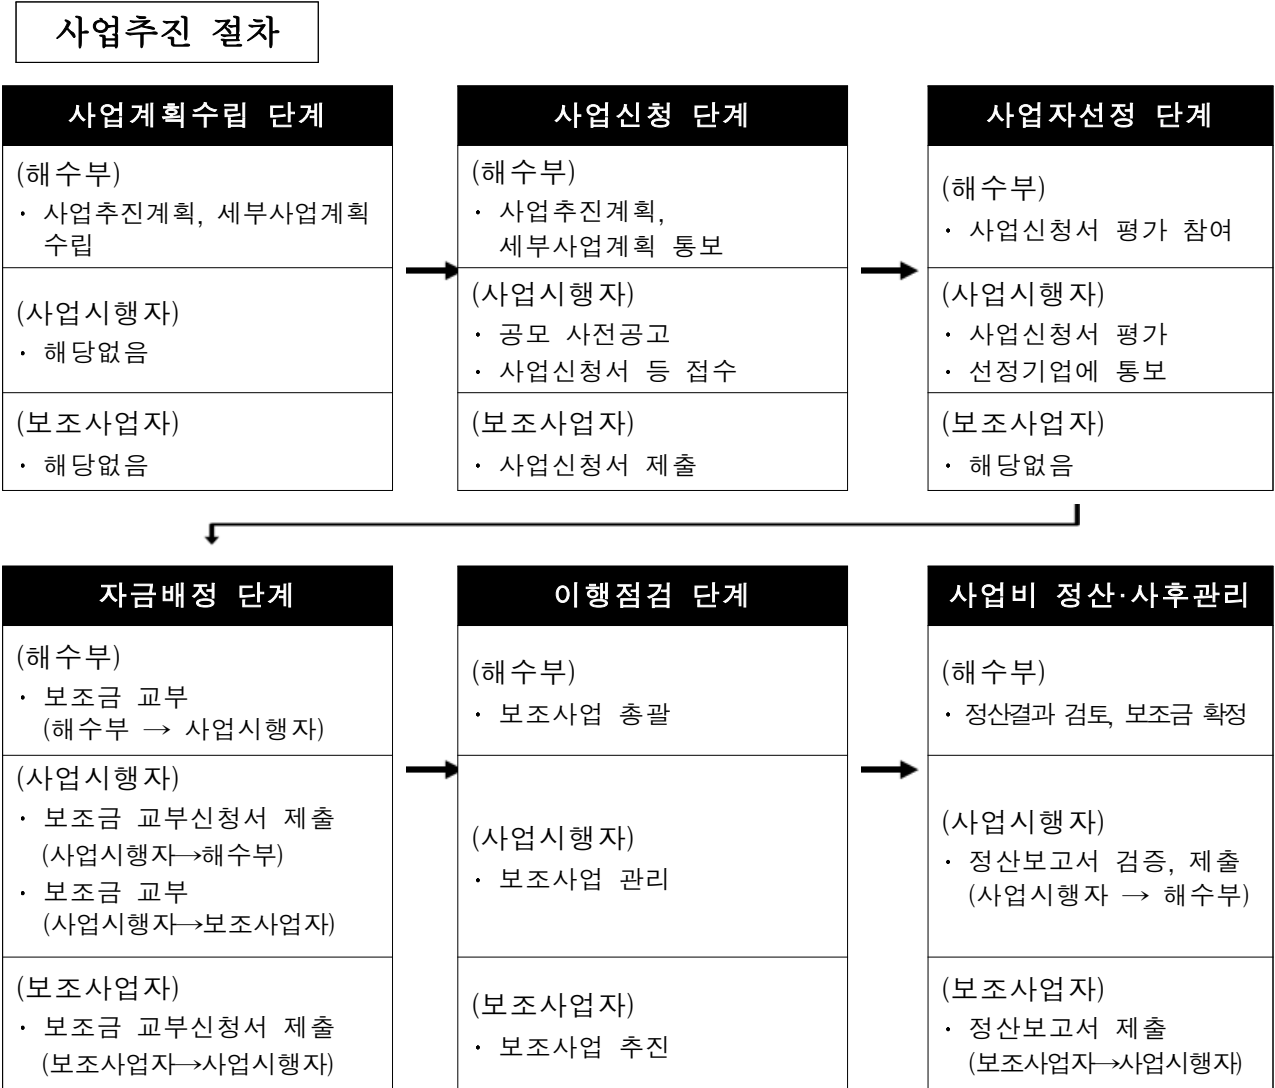 사업추진 절차
사업계획수립 단계
(해수부)
· 사업추진계획, 세부사업계획
수립
(사업시행자)
· 해당없음
(보조사업자)
· 해당없음
사업신청 단계
(해수부)
· 사업추진계획,
세부사업계획 통보
(사업시행자)
· 공모 사전공고
· 사업신청서 등 접수
(보조사업자)
· 사업신청서 제출
사업자선정 단계
(해수부)
· 사업신청서 평가 참여
(사업시행자)
· 사업신청서 평가
· 선정기업에 통보
(보조사업자)
· 해당없음
자금배정 단계
(해수부)
· 보조금 교부
(해수부 → 사업시행자)
(사업시행자)
· 보조금 교부신청서 제출
(사업시행자→해수부)
· 보조금 교부
(사업시행자→보조사업자)
(보조사업자)
· 보조금 교부신청서 제출
(보조사업자→사업시행자)
이행점검 단계
(해수부)
· 보조사업 총괄
(사업시행자)
· 보조사업 관리
(보조사업자)
· 보조사업 추진
사업비 정산·사후관리
(해수부)
· 정산결과 검토, 보조금 확정
(사업시행자)
· 정산보고서 검증, 제출
(사업시행자 → 해수부)
(보조사업자)
· 정산보고서 제출
(보조사업자→사업시행자)